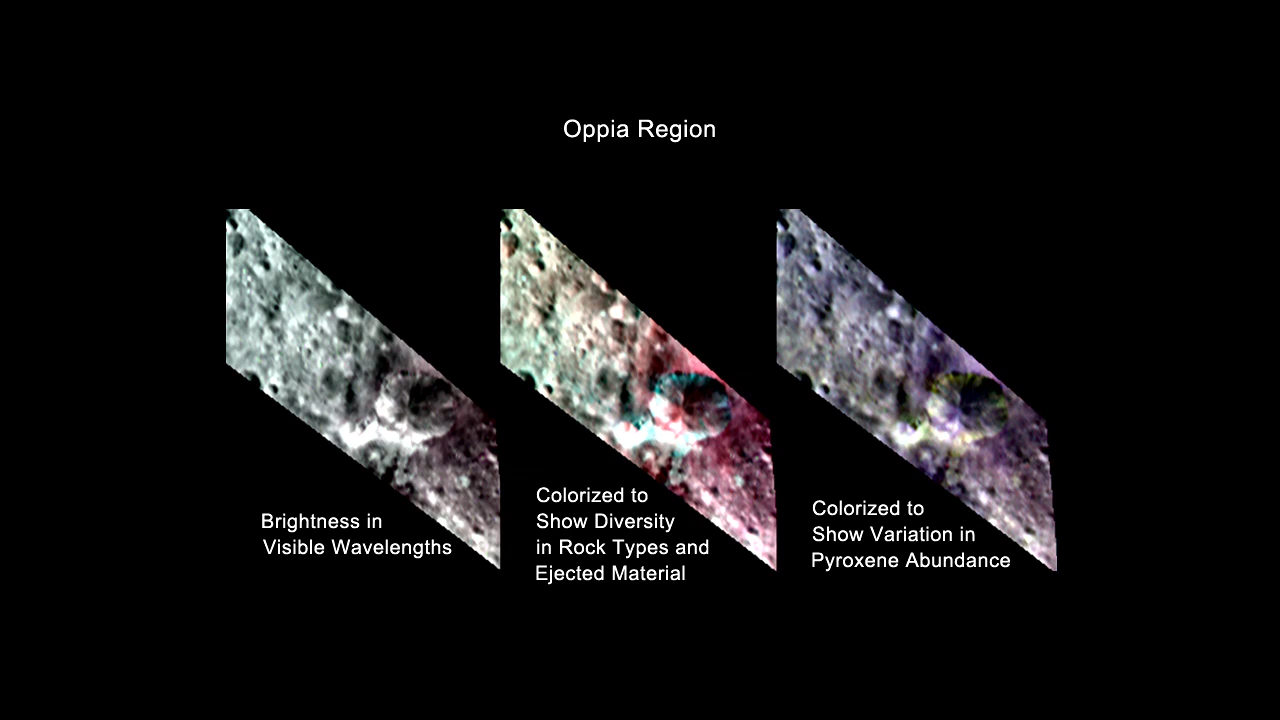 Oppia Region
Brightness in
Visible Wavelengths
Colorized to
Show Diversity
in Rock Types and
Ejected Material
Colorized to
Show Variation in
Pyroxene Abundance